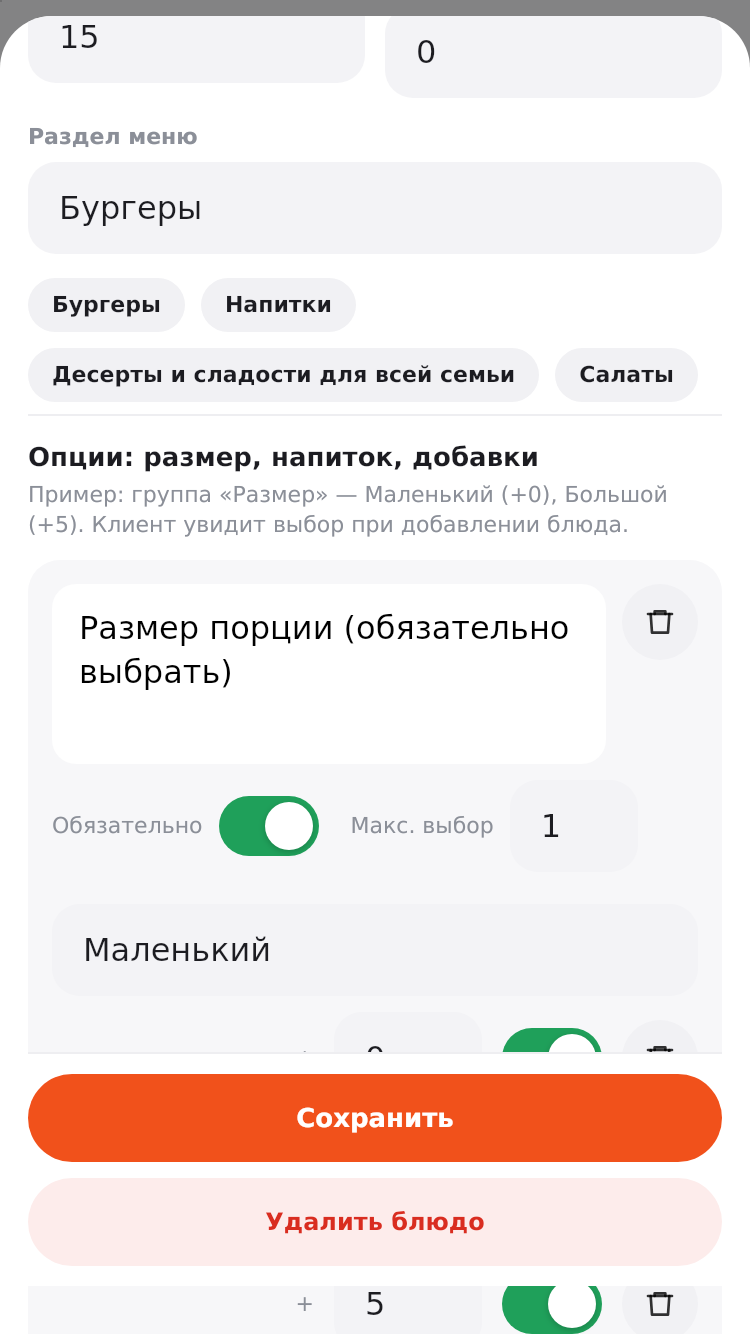 15
0
Раздел меню
Бургеры
Бургеры
Напитки
Десерты и сладости для всей семьи
Салаты
Опции: размер, напиток, добавки
Пример: группа «Размер» — Маленький (+0), Большой
(+5). Клиент увидит выбор при добавлении блюда.
Размер порции (обязательно
выбрать)
Обязательно
Макс. выбор
1
Маленький
Сохранить
Удалить блюдо
+
5